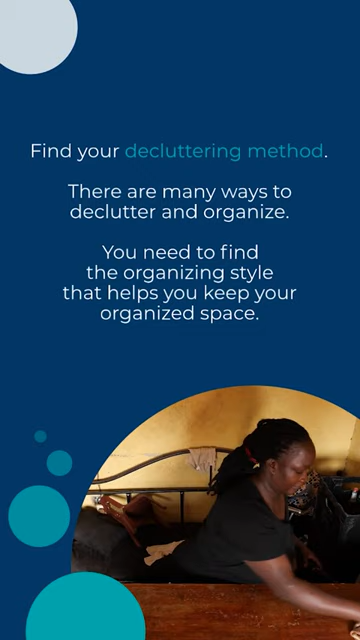 Find your decluttering method.
There are many ways to
declutter and organize.
You need to find
the organizing style
that helps you keep your
organized space.